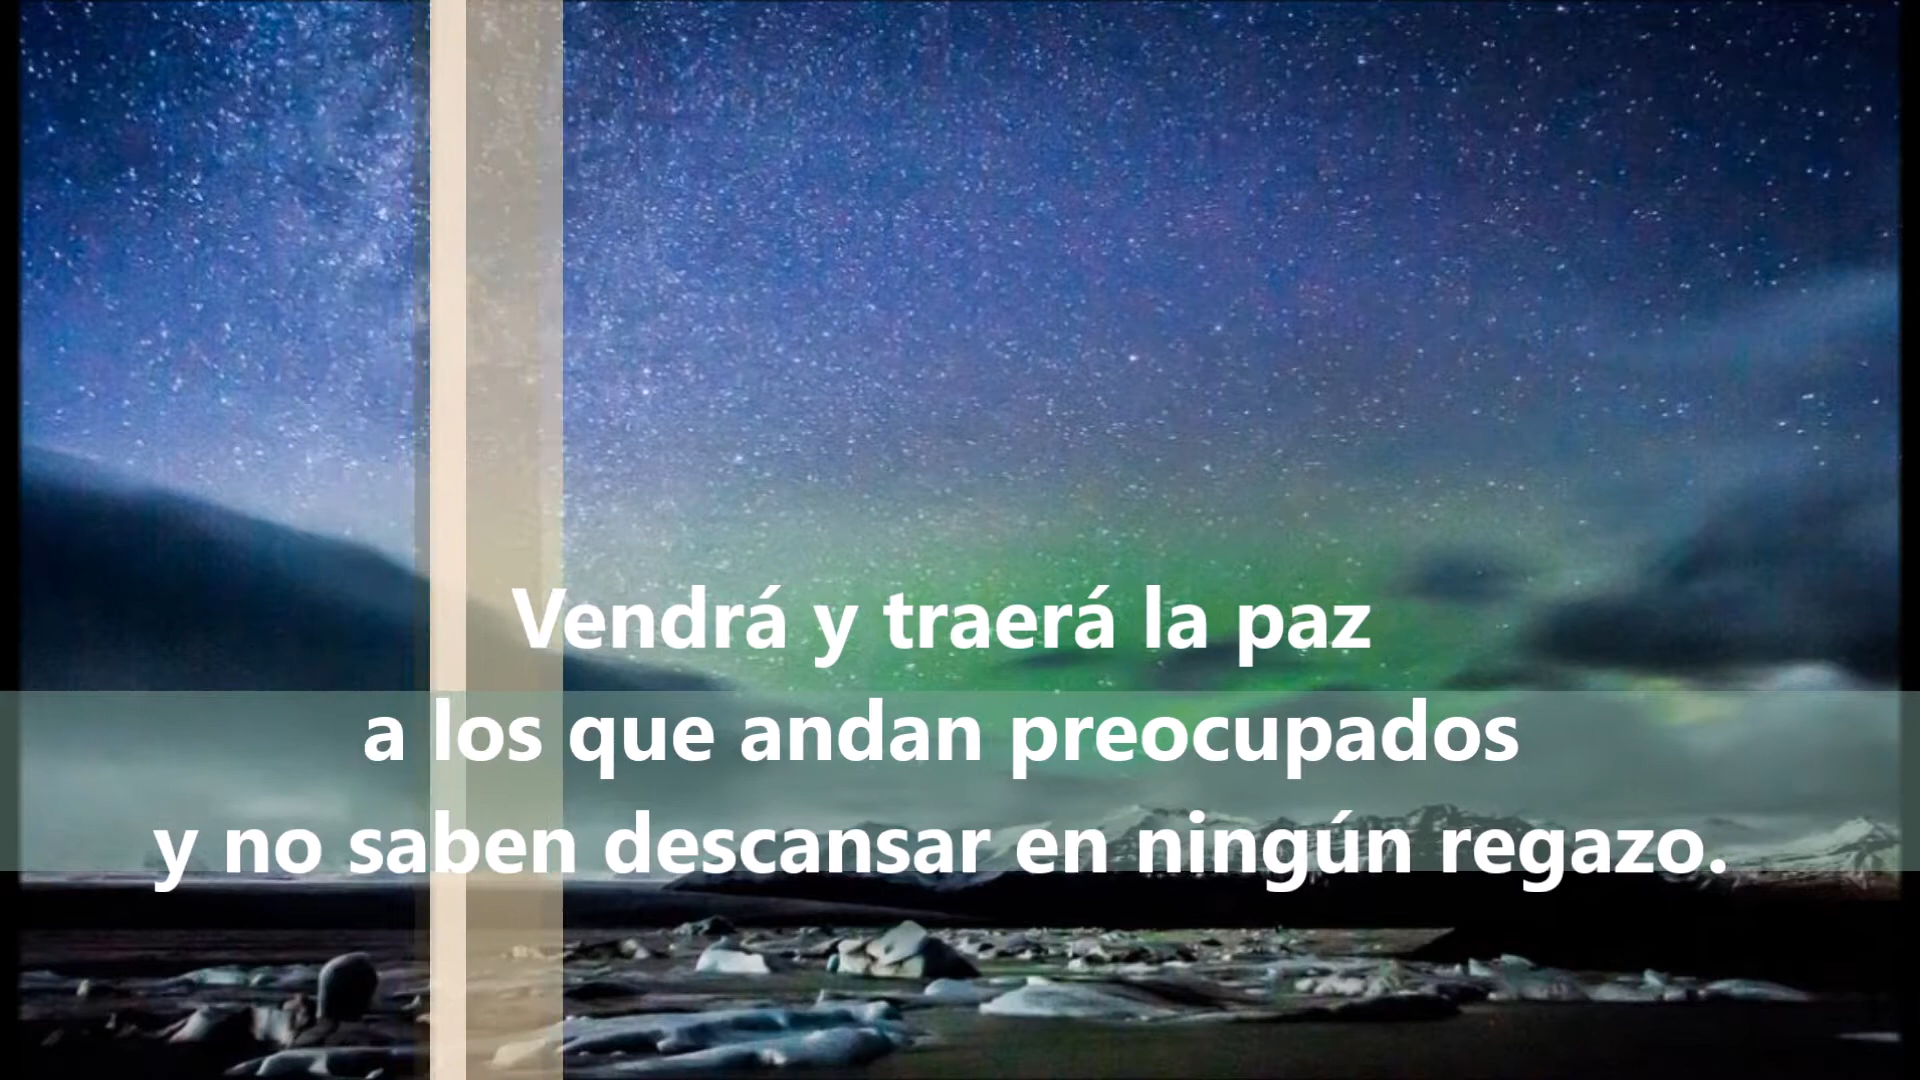 Vendrá y traerá la paz
a los que andan preocupados
y no saben descansar en ningún regazo.